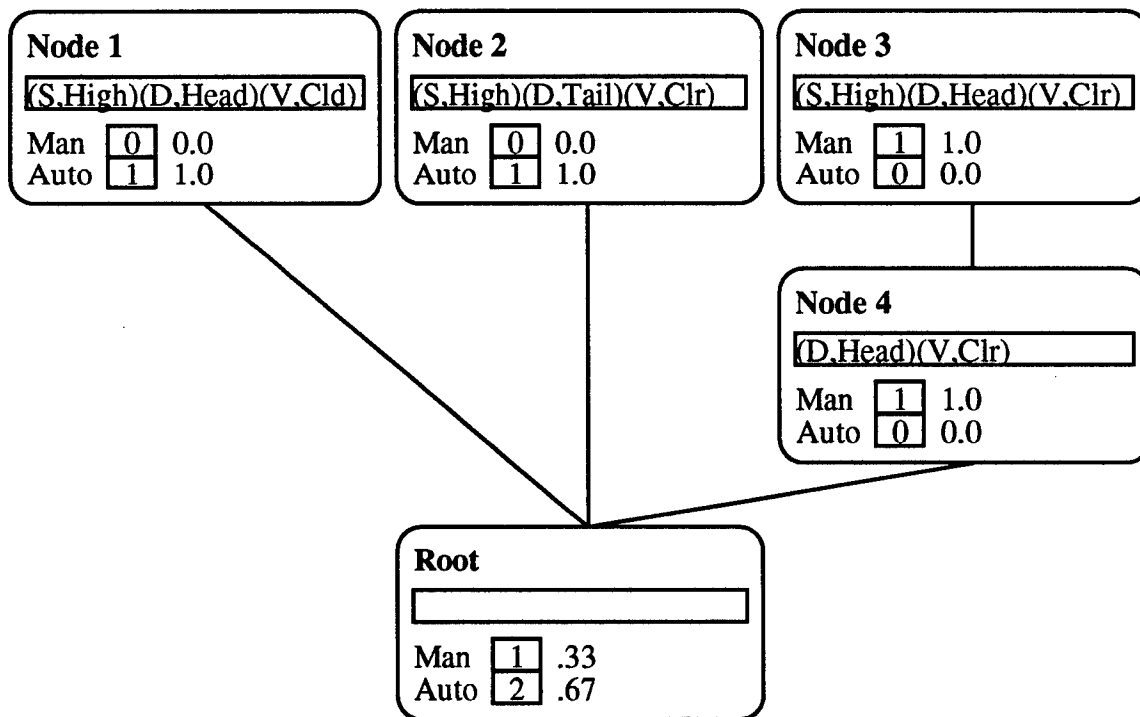 Node 1
(S,High)(D,Head)(V,Cld)
Man 0 0.0
Auto 1 1.0
Node 2
(S,High)(D,Tail)(V,Clr)
Man 0 0.0
Auto 1 1.0
Node 3
(S,High)(D,Head)(V,Clr)
Man 1 1.0
Auto 0 0.0
Node 4
(D,Head)(V,Clr)
Man 1 1.0
Auto 0 0.0
Root
Man 1 .33
Auto 2 .67